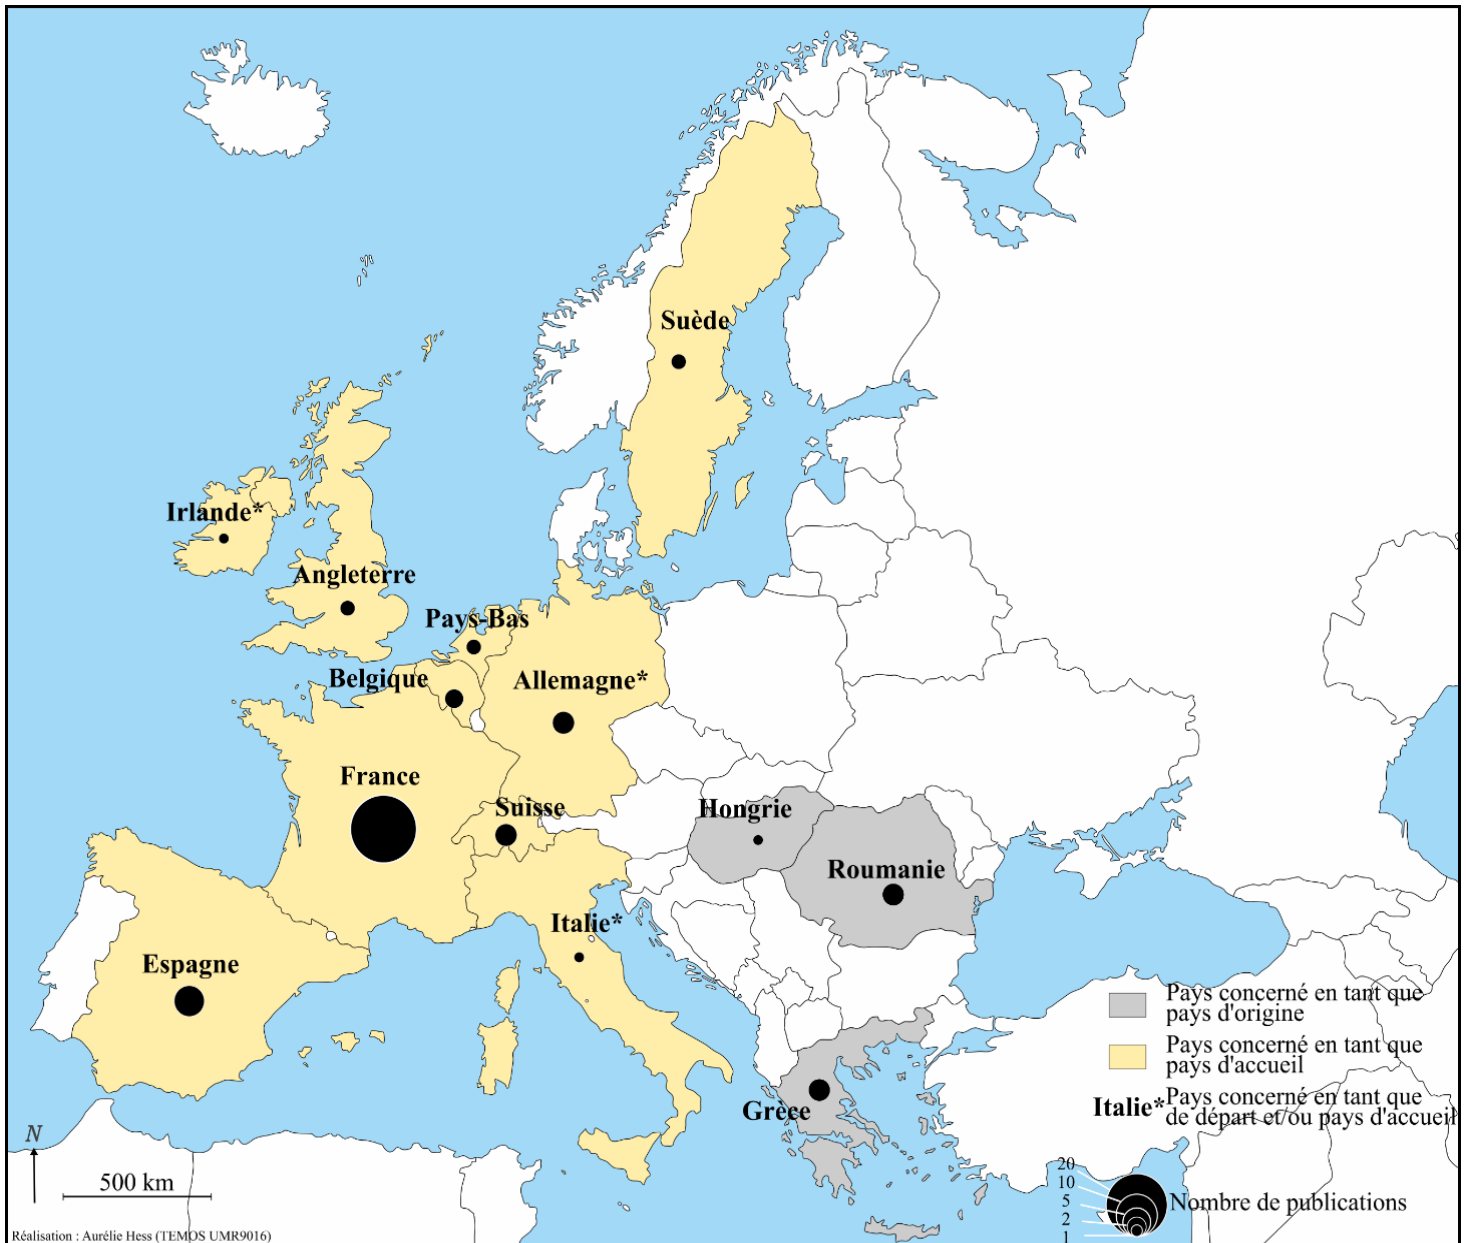 Suède
Irlande*
Angleterre
Pays-Bas
Belgique
Allemagne*
France
Suisse
Hongrie
Roumanie
Italie*
Espagne
Grèce
Pays concerné en tant que
pays d'origine
Pays concerné en tant que
pays d'accueil
Italie*
Pays concerné en tant que
de départ et/ou pays d'accueil
N
500 km
20
10
5
2
1
Nombre de publications
Réalisation : Aurélie Hess (TEMOS UMR9016)